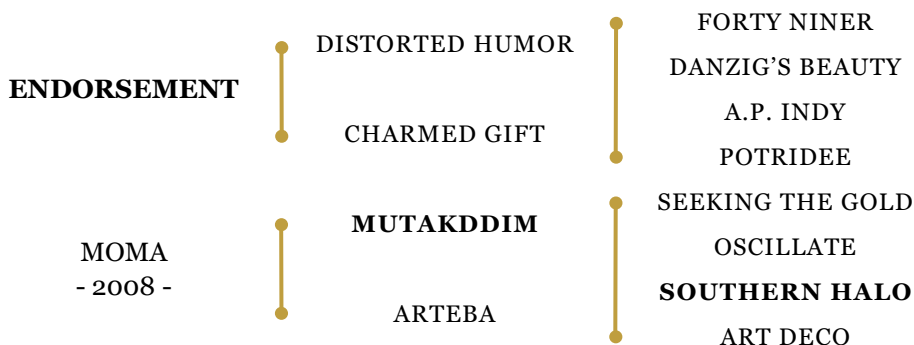 ENDORSEMENT
MOMA
- 2008 -
DISTORTED HUMOR
CHARMED GIFT
MUTAKDDIM
ARTEBA
FORTY NINER
DANZIG'S BEAUTY
A.P. INDY
POTRIDEE
SEEKING THE GOLD
OSCILLATE
SOUTHERN HALO
ART DECO